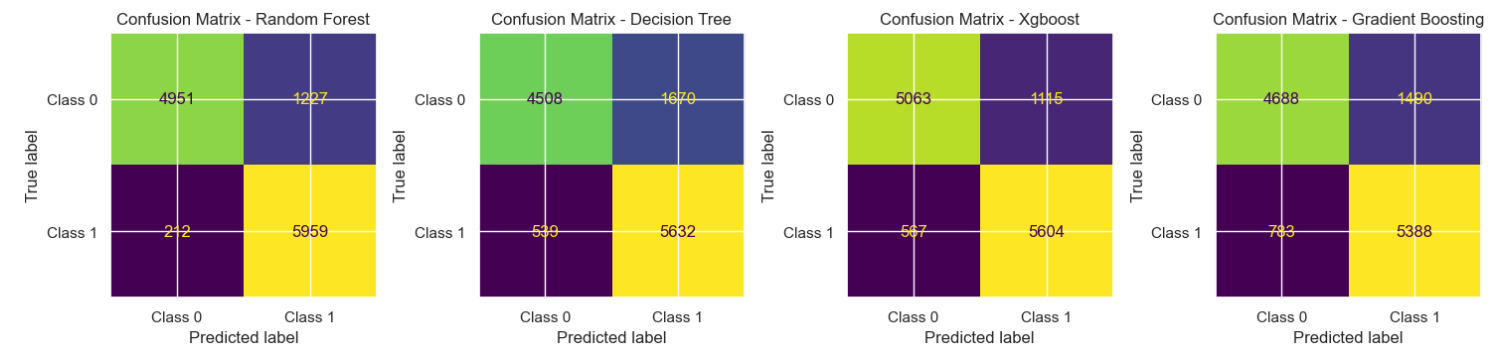 Confusion Matrix - Random Forest
True label
Class 0
4951 1227
Class 1
212 5959
Class 0 Class 1
Predicted label
Confusion Matrix - Decision Tree
True label
Class 0
4508 1670
Class 1
539 5632
Class 0 Class 1
Predicted label
Confusion Matrix - Xgboost
True label
Class 0
5063 1115
Class 1
567 5604
Class 0 Class 1
Predicted label
Confusion Matrix - Gradient Boosting
True label
Class 0
4688 1490
Class 1
783 5388
Class 0 Class 1
Predicted label